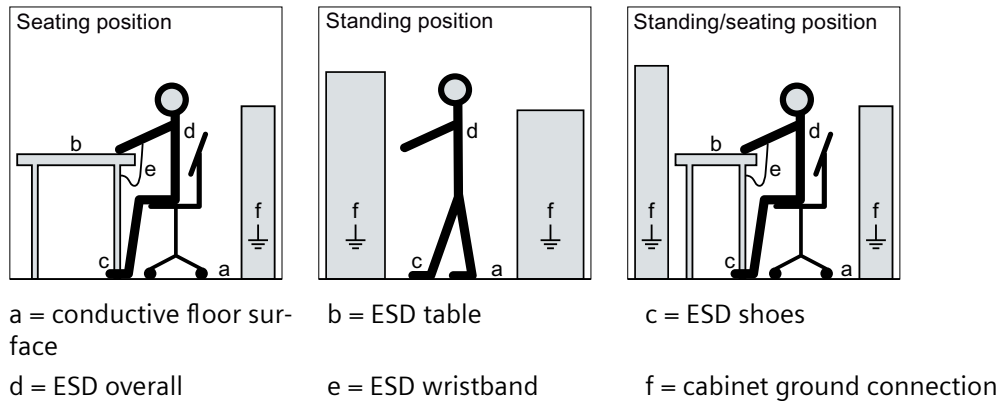 Seating position
Standing position
Standing/seating position
b
d
e
f
c
a
d
f
f
c
a
f
b
d
e
f
c
a
a = conductive floor sur-
face
b = ESD table
c = ESD shoes
d = ESD overall
e = ESD wristband
f = cabinet ground connection